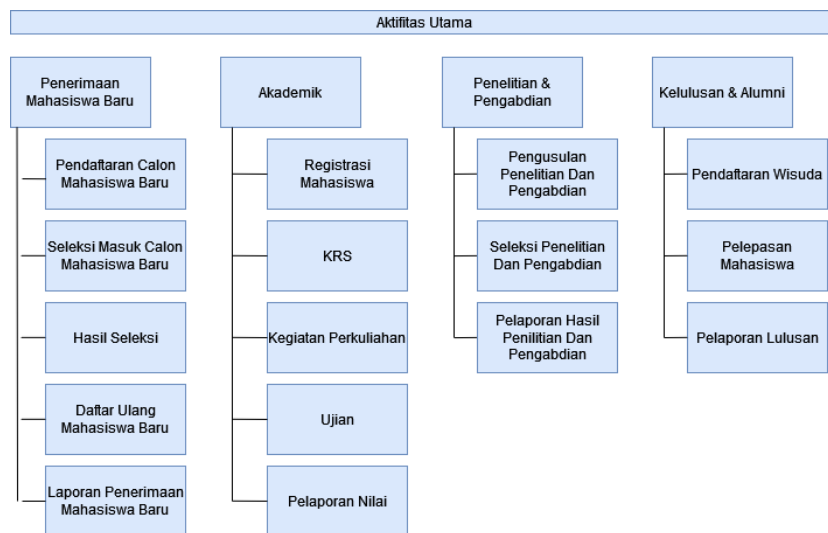 Aktifitas Utama
Penerimaan
Mahasiswa Baru
Pendaftaran Calon
Mahasiswa Baru
Seleksi Masuk Calon
Mahasiswa Baru
Hasil Seleksi
Daftar Ulang
Mahasiswa Baru
Laporan Penerimaan
Mahasiswa Baru
Akademik
Registrasi
Mahasiswa
KRS
Kegiatan Perkuliahan
Ujian
Pelaporan Nilai
Penelitian &
Pengabdian
Pengusulan
Penelitian Dan
Pengabdian
Seleksi Penelitian
Dan Pengabdian
Pelaporan Hasil
Penilitian Dan
Pengabdian
Kelulusan & Alumni
Pendaftaran Wisuda
Pelepasan
Mahasiswa
Pelaporan Lulusan